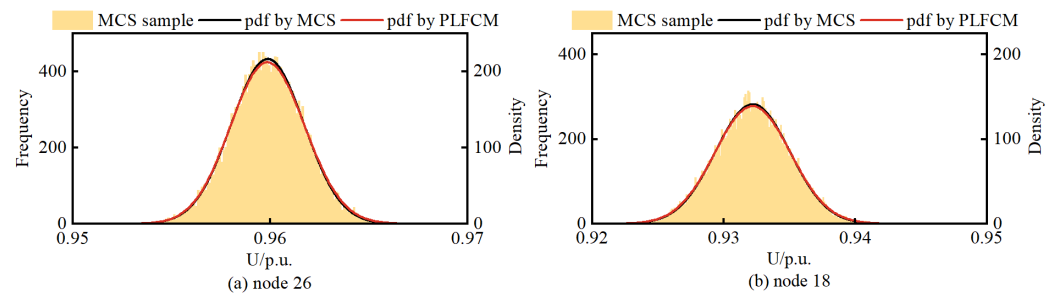 MCS sample pdf by MCS pdf by PLFCM
400
200
0
Frequency
200
100
0
Density
0.95 0.96 0.97
U/p.u.
(a) node 26
MCS sample pdf by MCS pdf by PLFCM
400
200
0
Frequency
200
100
0
Density
0.92 0.93 0.94 0.95
U/p.u.
(b) node 18